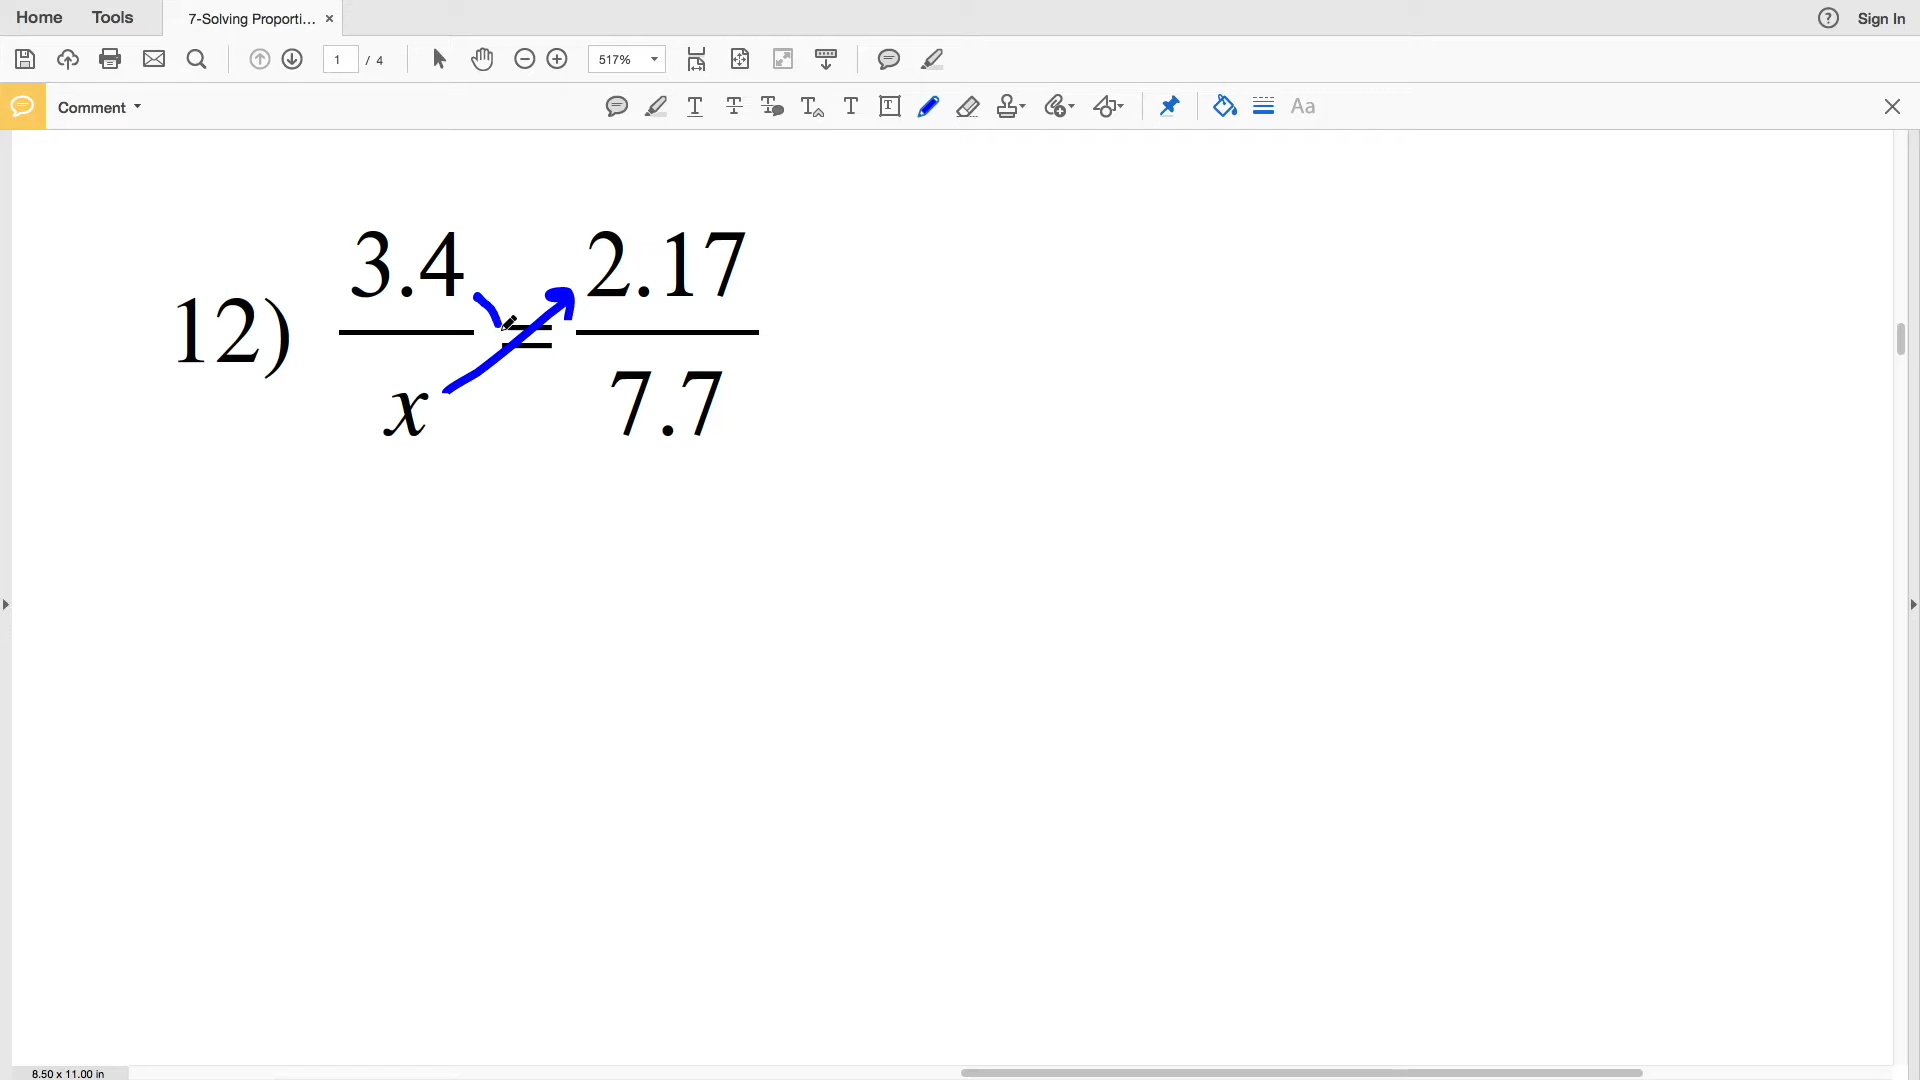 Home Tools 7-Solving Proporti... × Sign In
1 / 4 517%
Comment Aa
12) 3.4/x = 2.17/7.7
8.50 x 11.00 in